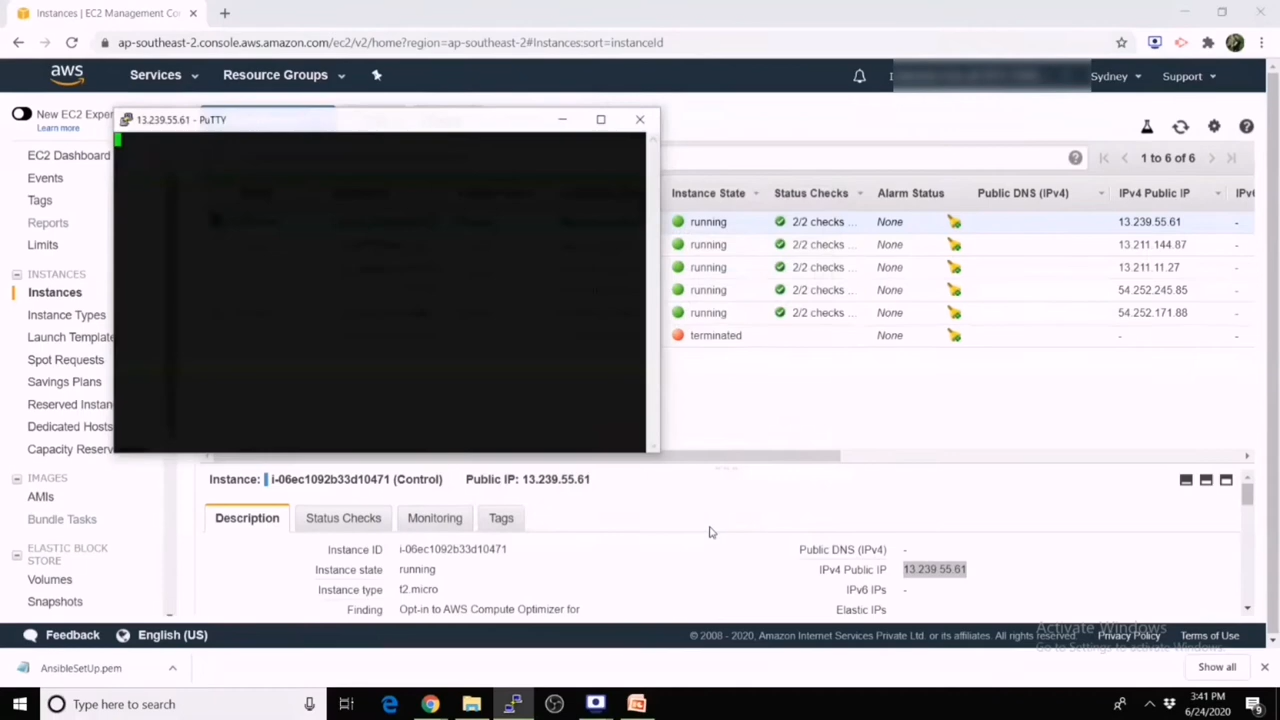 Instances | EC2 Management Co
ap-southeast-2.console.aws.amazon.com/ec2/v2/home?region=ap-southeast-2#Instances:sort=instanceId
aws
Services
Resource Groups
Sydney
Support
New EC2 Exper
Learn more
13.239.55.61 - PuTTY
EC2 Dashboard
Events
Tags
Reports
Limits
INSTANCES
Instances
Instance Types
Launch Template
Spot Requests
Savings Plans
Reserved Instan
Dedicated Hosts
Capacity Reserv
IMAGES
AMIs
Bundle Tasks
ELASTIC BLOCK
STORE
Volumes
Snapshots
1 to 6 of 6
Instance State Status Checks Alarm Status Public DNS (IPv4) IPv4 Public IP IPv6
running 2/2 checks ... None 13.239.55.61 -
running 2/2 checks ... None 13.211.144.87 -
running 2/2 checks ... None 13.211.11.27 -
running 2/2 checks ... None 54.252.245.85 -
running 2/2 checks ... None 54.252.171.88 -
terminated None - -
Instance: i-06ec1092b33d10471 (Control) Public IP: 13.239.55.61
Description Status Checks Monitoring Tags
Instance ID i-06ec1092b33d10471
Instance state running
Instance type t2.micro
Finding Opt-in to AWS Compute Optimizer for
Public DNS (IPv4) -
IPv4 Public IP 13.239.55.61
IPv6 IPs -
Elastic IPs
Activate Windows
Go to Settings to activate Windows.
Feedback English (US)
© 2008 - 2020, Amazon Internet Services Private Ltd. or its affiliates. All rights reserved. Privacy Policy Terms of Use
AnsibleSetUp.pem
Show all
Type here to search
3:41 PM
6/24/2020
9